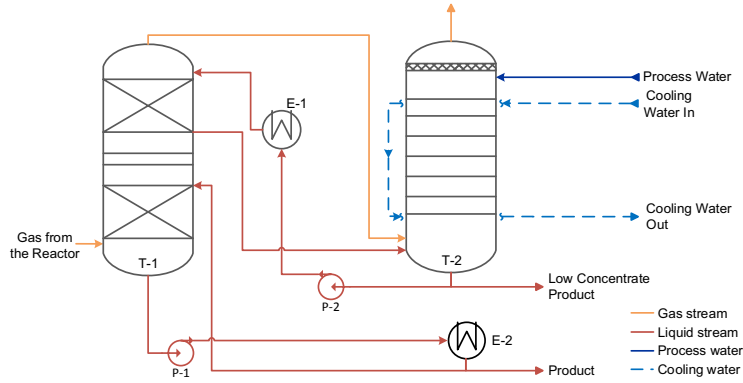 E-1
Process Water
Cooling
Water In
Gas from
the Reactor
T-1
T-2
Cooling Water
Out
P-2
Low Concentrate
Product
P-1
E-2
Product
Gas stream
Liquid stream
Process water
Cooling water